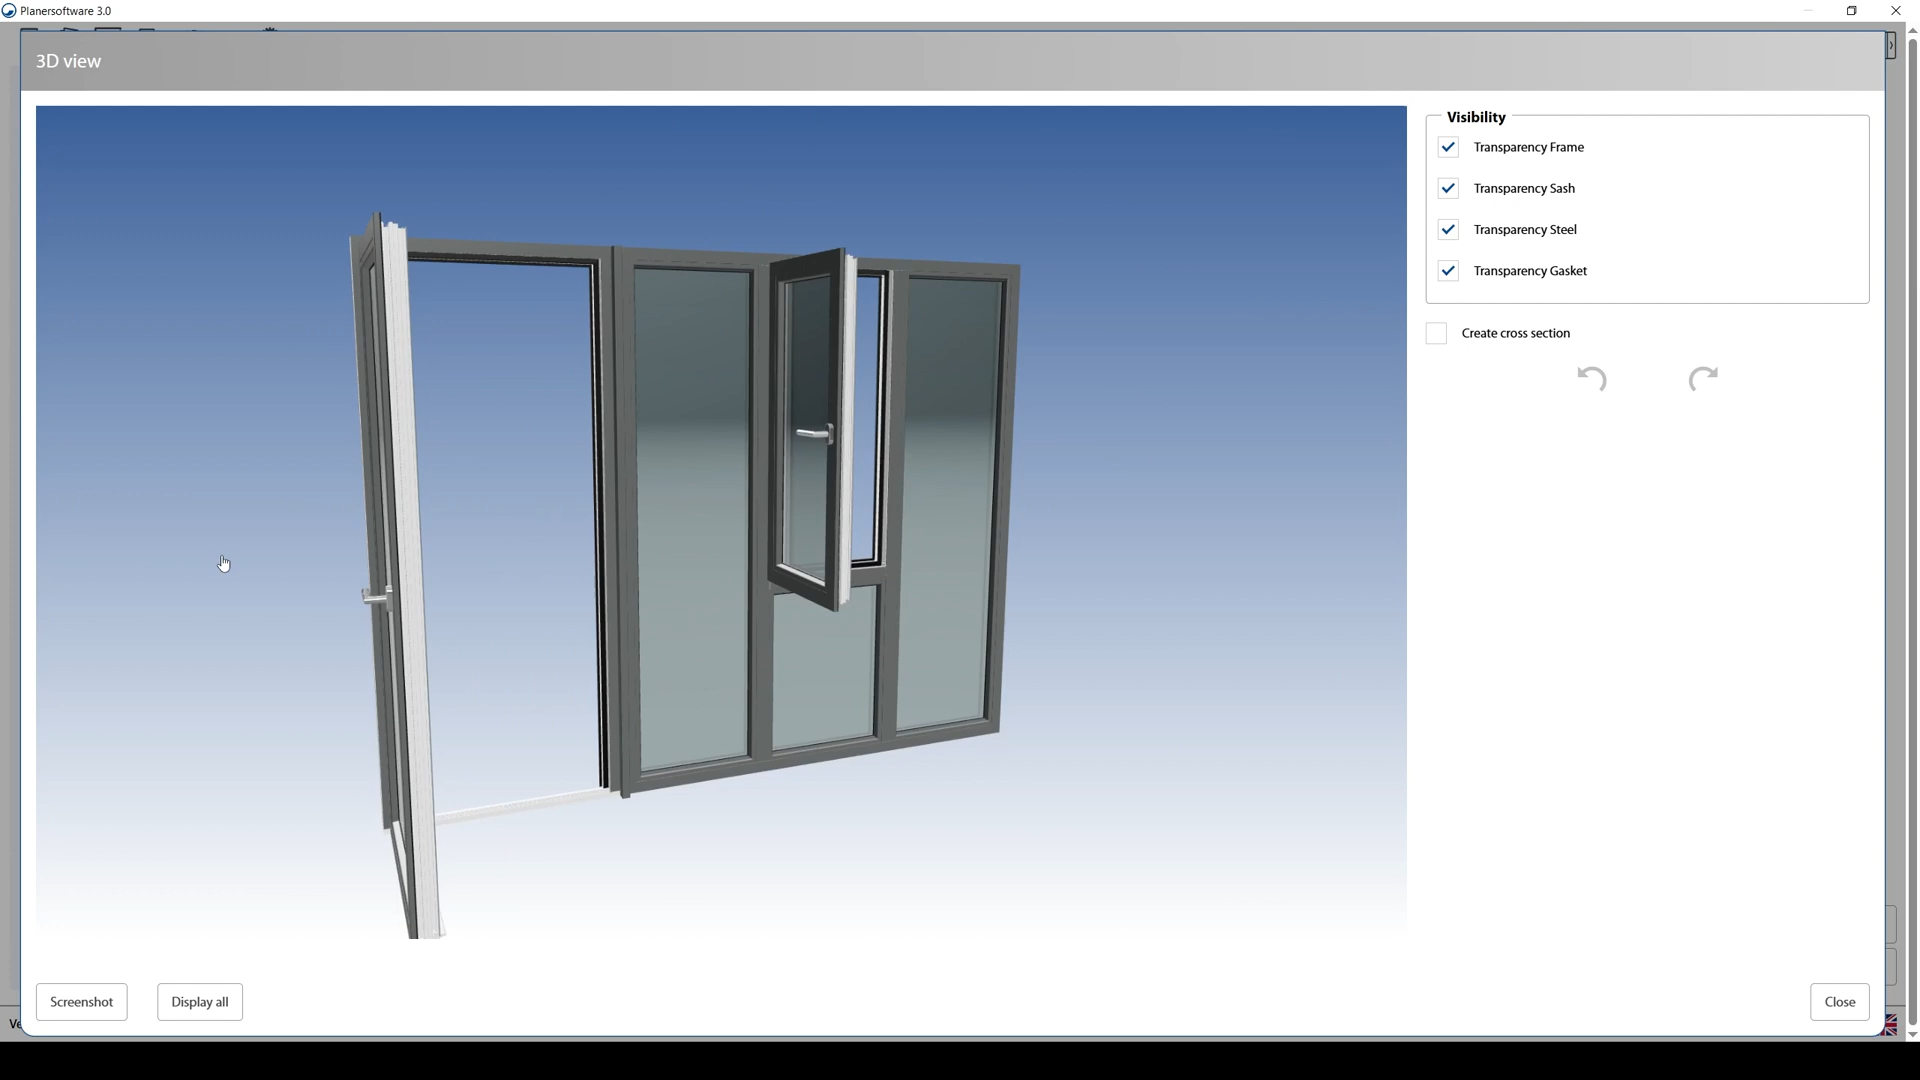 Planersoftware 3.0
3D view
Visibility
Transparency Frame
Transparency Sash
Transparency Steel
Transparency Gasket
Create cross section
Screenshot
Display all
Close